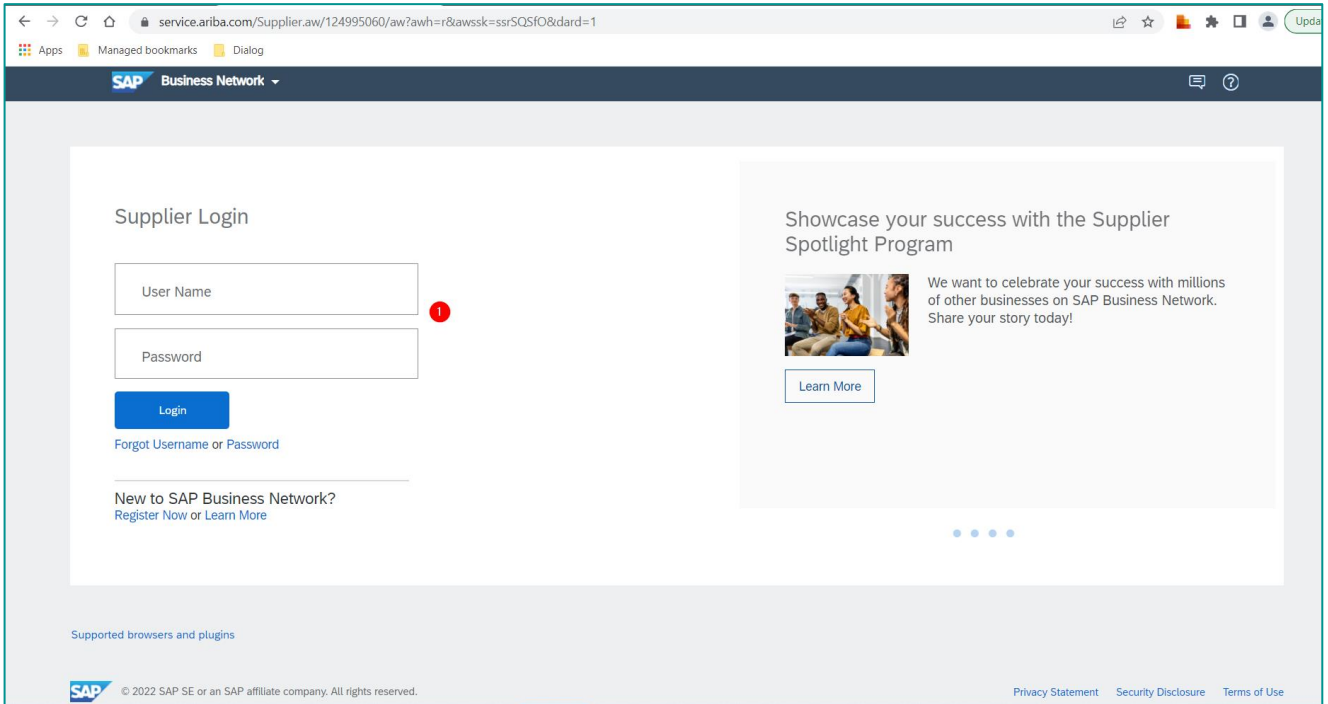 service.ariba.com/Supplier.aw/124995060/aw?awh=r&awssk=ssrSQSfO&dard=1
Upda
Apps Managed bookmarks Dialog
SAP Business Network
Supplier Login
User Name
1
Password
Login
Forgot Username or Password
New to SAP Business Network?
Register Now or Learn More
Showcase your success with the Supplier
Spotlight Program
We want to celebrate your success with millions
of other businesses on SAP Business Network.
Share your story today!
Learn More
Supported browsers and plugins
SAP © 2022 SAP SE or an SAP affiliate company. All rights reserved.
Privacy Statement Security Disclosure Terms of Use